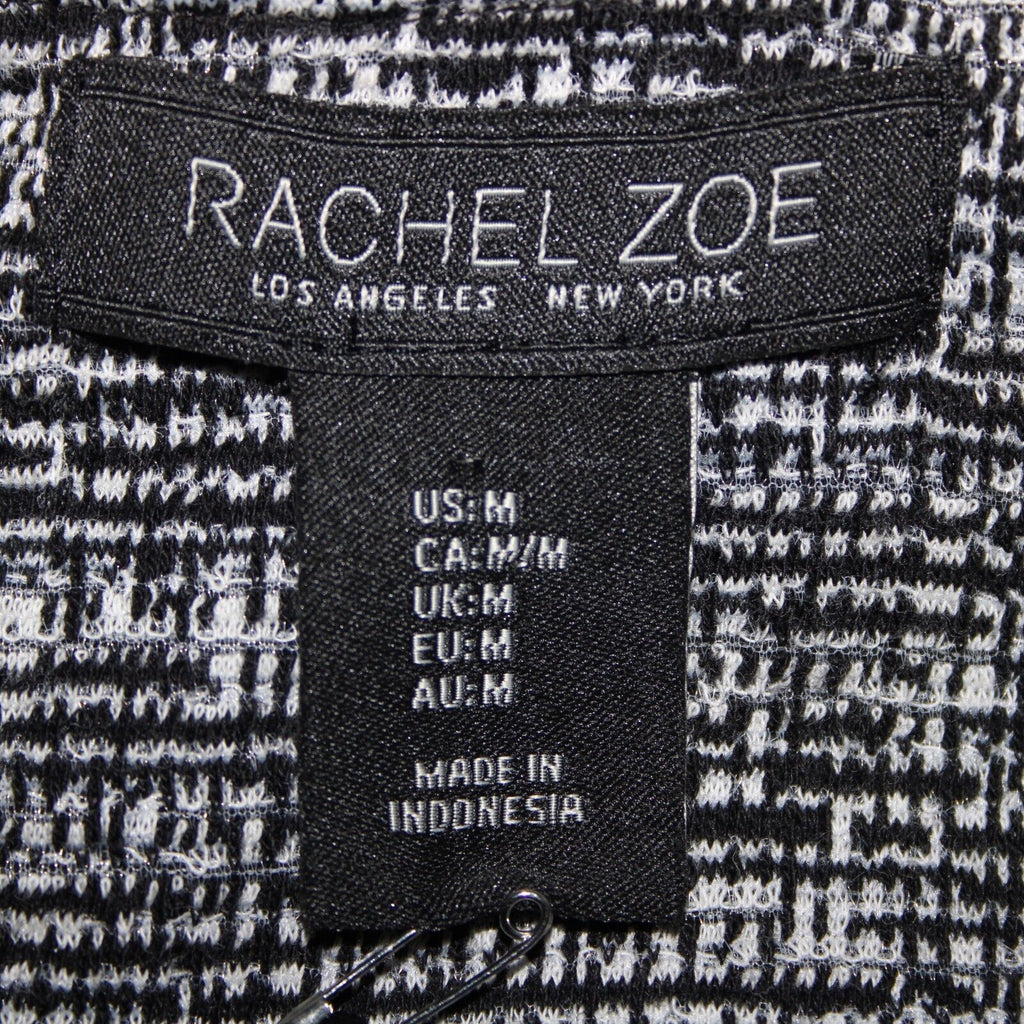 RACHEL ZOE
LOS ANGELES NEW YORK
US: M
CA: M/M
UK: M
EU: M
AU: M
MADE IN
INDONESIA